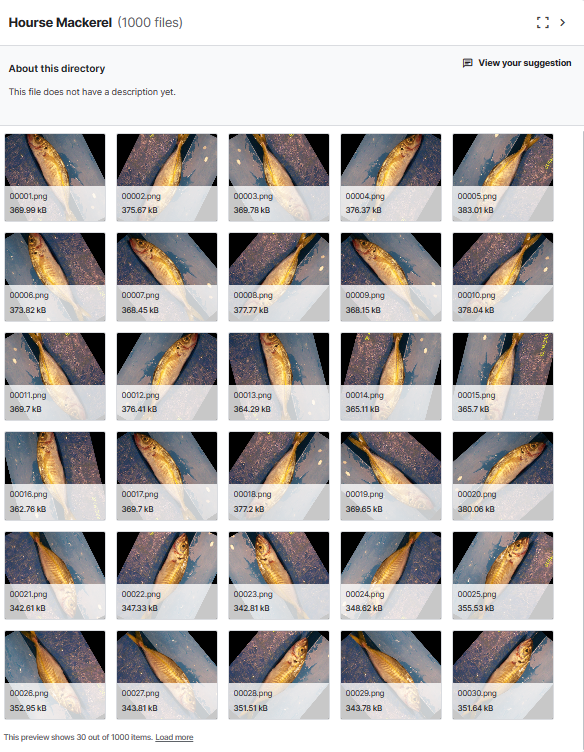 Hourse Mackerel (1000 files)
About this directory
View your suggestion
This file does not have a description yet.
00001.png
369.99 kB
00002.png
375.67 kB
00003.png
369.78 kB
00004.png
376.37 kB
00005.png
383.01 kB
00006.png
373.82 kB
00007.png
368.45 kB
00008.png
377.77 kB
00009.png
368.15 kB
00010.png
378.04 kB
00011.png
369.7 kB
00012.png
376.41 kB
00013.png
364.29 kB
00014.png
365.11 kB
00015.png
365.7 kB
00016.png
362.76 kB
00017.png
369.7 kB
00018.png
377.2 kB
00019.png
369.65 kB
00020.png
380.06 kB
00021.png
342.61 kB
00022.png
347.33 kB
00023.png
342.81 kB
00024.png
348.62 kB
00025.png
355.53 kB
00026.png
352.95 kB
00027.png
343.81 kB
00028.png
351.51 kB
00029.png
343.78 kB
00030.png
351.64 kB
This preview shows 30 out of 1000 items. Load more